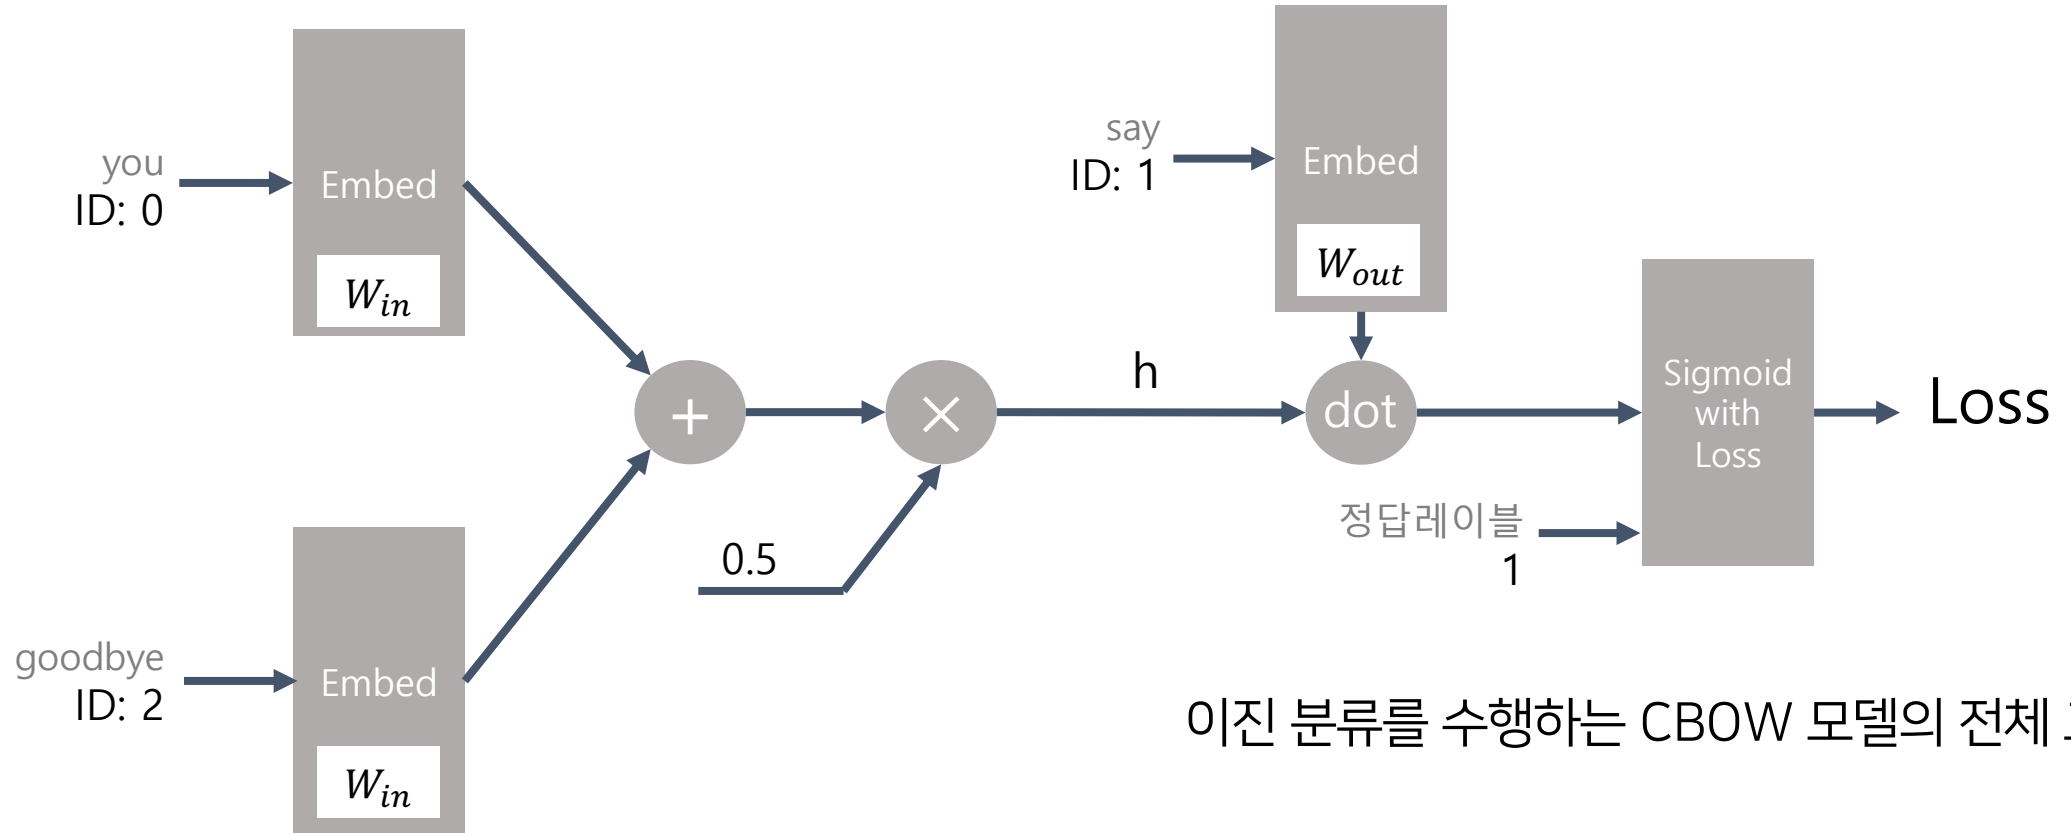 you
ID: 0
Embed
W_in
say
ID: 1
Embed
W_out
+
×
h
dot
Sigmoid
with
Loss
Loss
0.5
정답레이블
1
goodbye
ID: 2
Embed
W_in
이진 분류를 수행하는 CBOW 모델의 전체